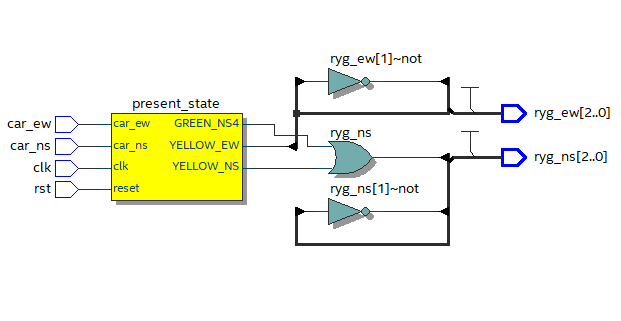 ryg_ew[1]~not
present_state
car_ew
car_ew
GREEN_NS4
ryg_ew[2..0]
car_ns
car_ns
YELLOW_EW
ryg_ns
clk
clk
YELLOW_NS
ryg_ns[2..0]
rst
reset
ryg_ns[1]~not